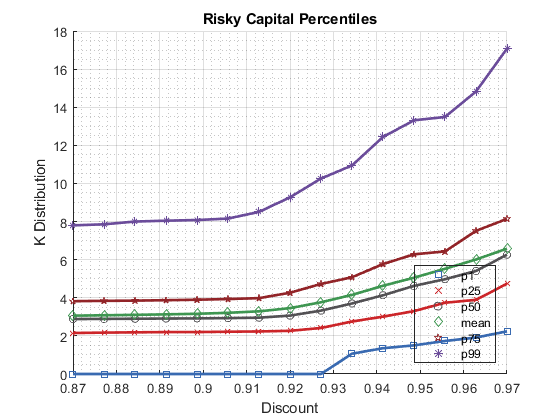 Risky Capital Percentiles
18
16
14
12
10
8
6
4
2
0
K Distribution
p1
p25
p50
mean
p75
p99
0.87 0.88 0.89 0.9 0.91 0.92 0.93 0.94 0.95 0.96 0.97
Discount